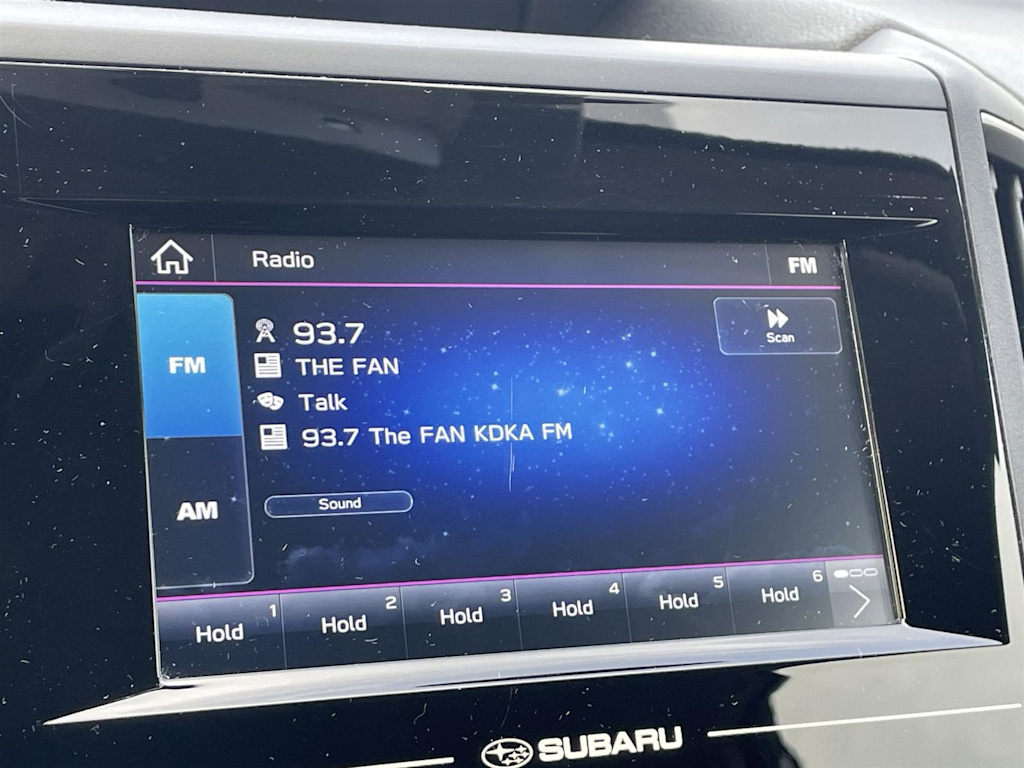 Radio
FM
93.7
Scan
FM
THE FAN
Talk
93.7 The FAN KDKA FM
Sound
AM
1 2 3 4 5 6
Hold Hold Hold Hold Hold Hold
SUBARU